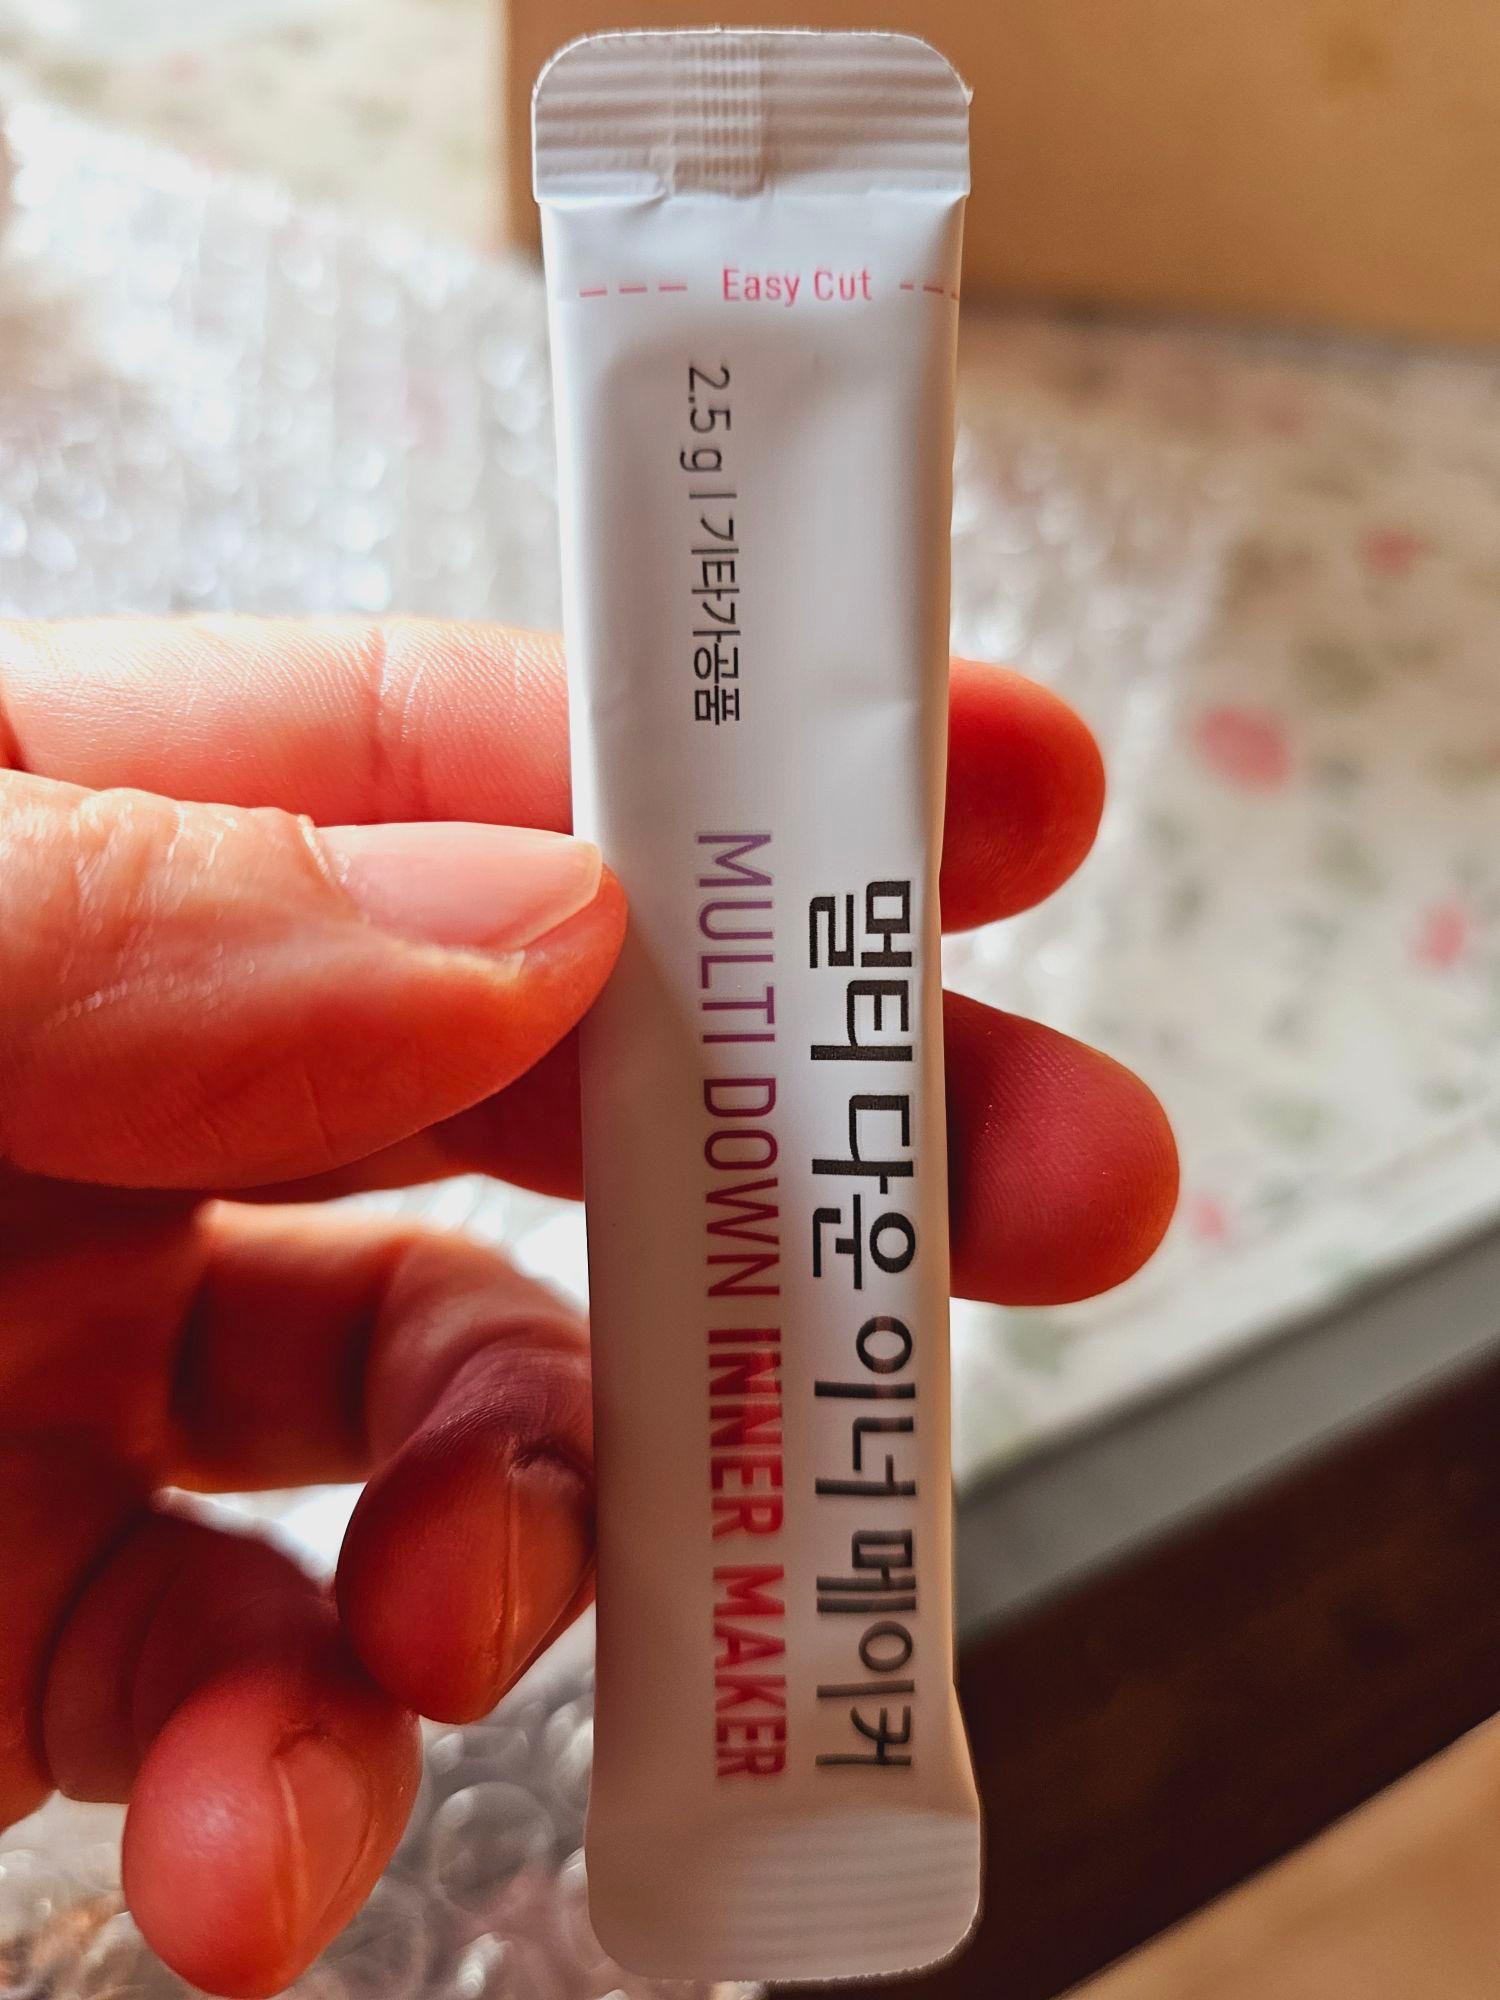 Easy Cut
멀티 다운 이너 메이커
MULTI DOWN INNER MAKER
2.5 g | 기타가공품